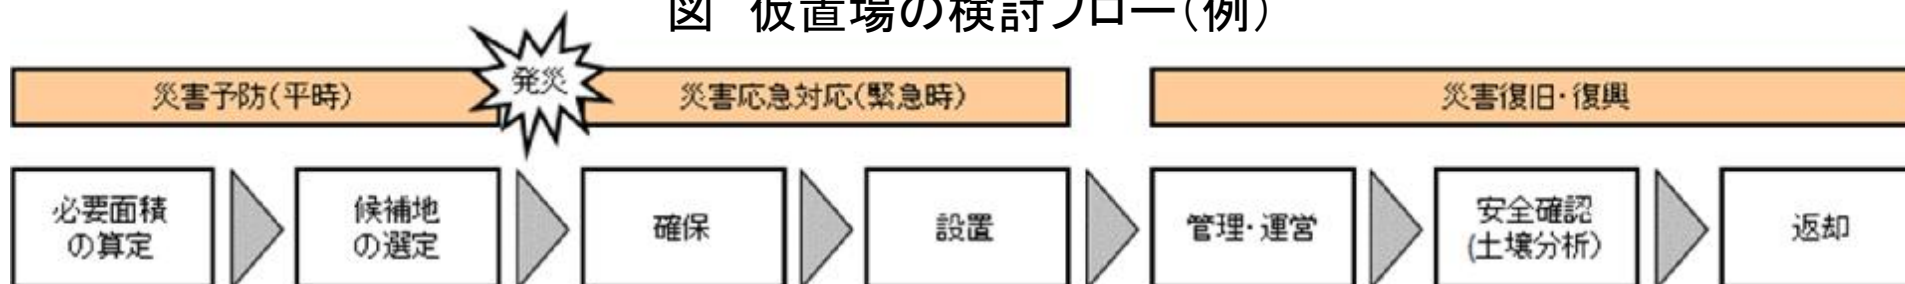 図 仮置場の検討フロー(例)
災害予防(平時)
発災
災害応急対応(緊急時)
災害復旧・復興
必要面積
の算定
候補地
の選定
確保
設置
管理・運営
安全確認
(土壌分析)
返却